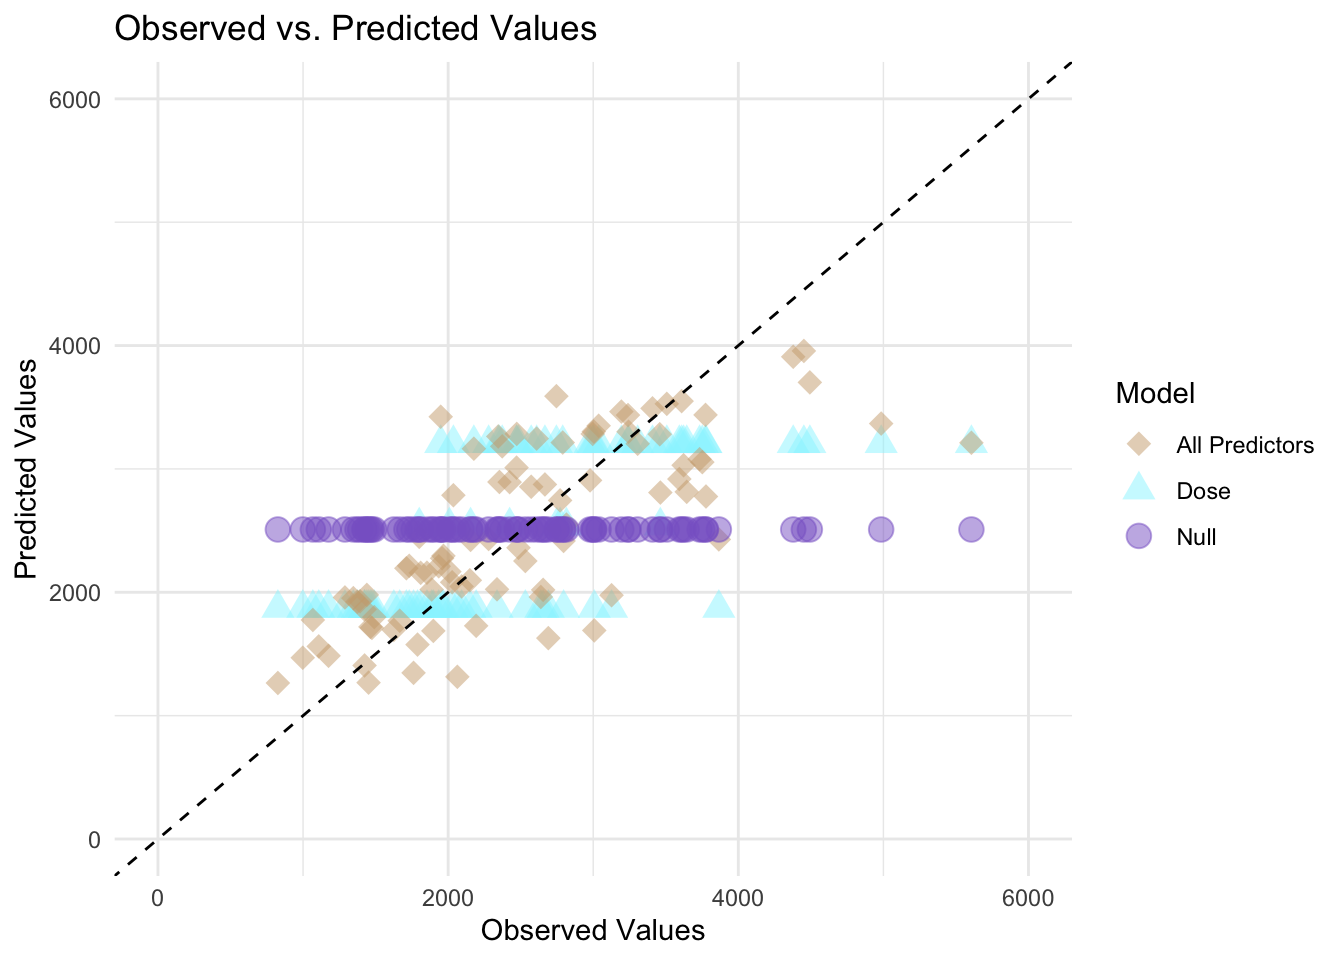 Observed vs. Predicted Values
Predicted Values
6000
4000
2000
0
0 2000 4000 6000
Observed Values
Model
All Predictors
Dose
Null